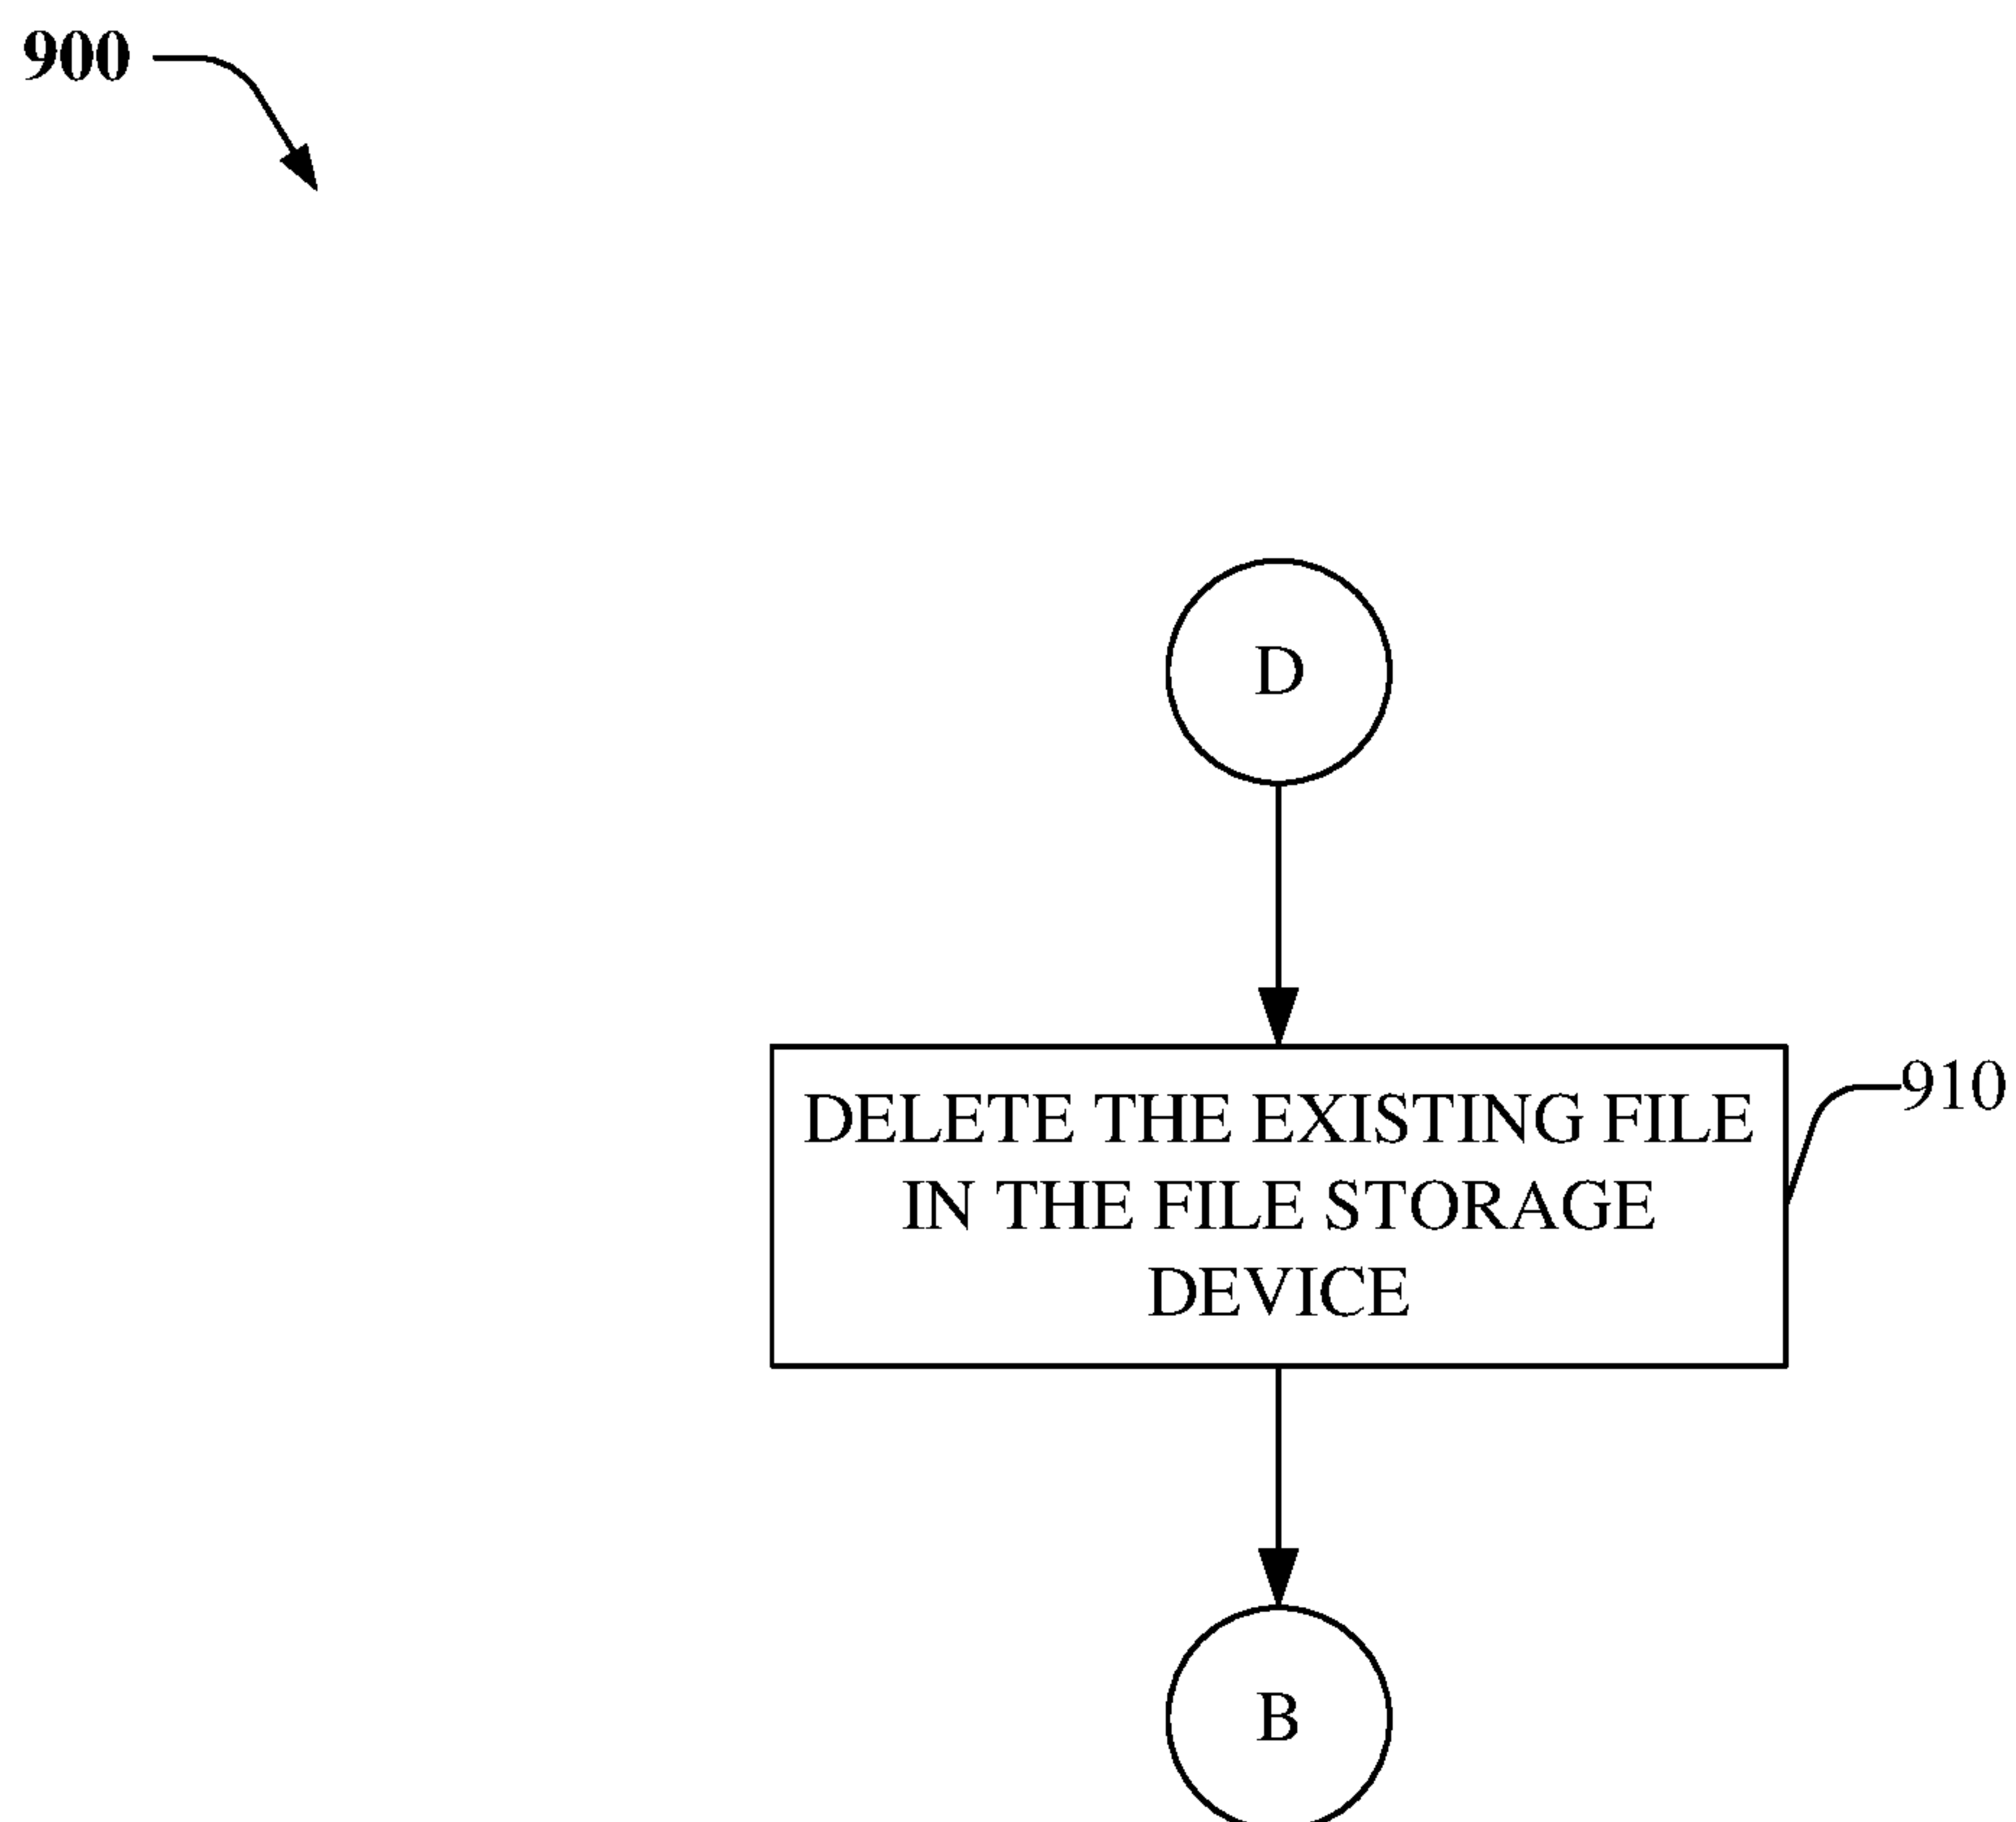 900
D
DELETE THE EXISTING FILE
IN THE FILE STORAGE
DEVICE
910
B